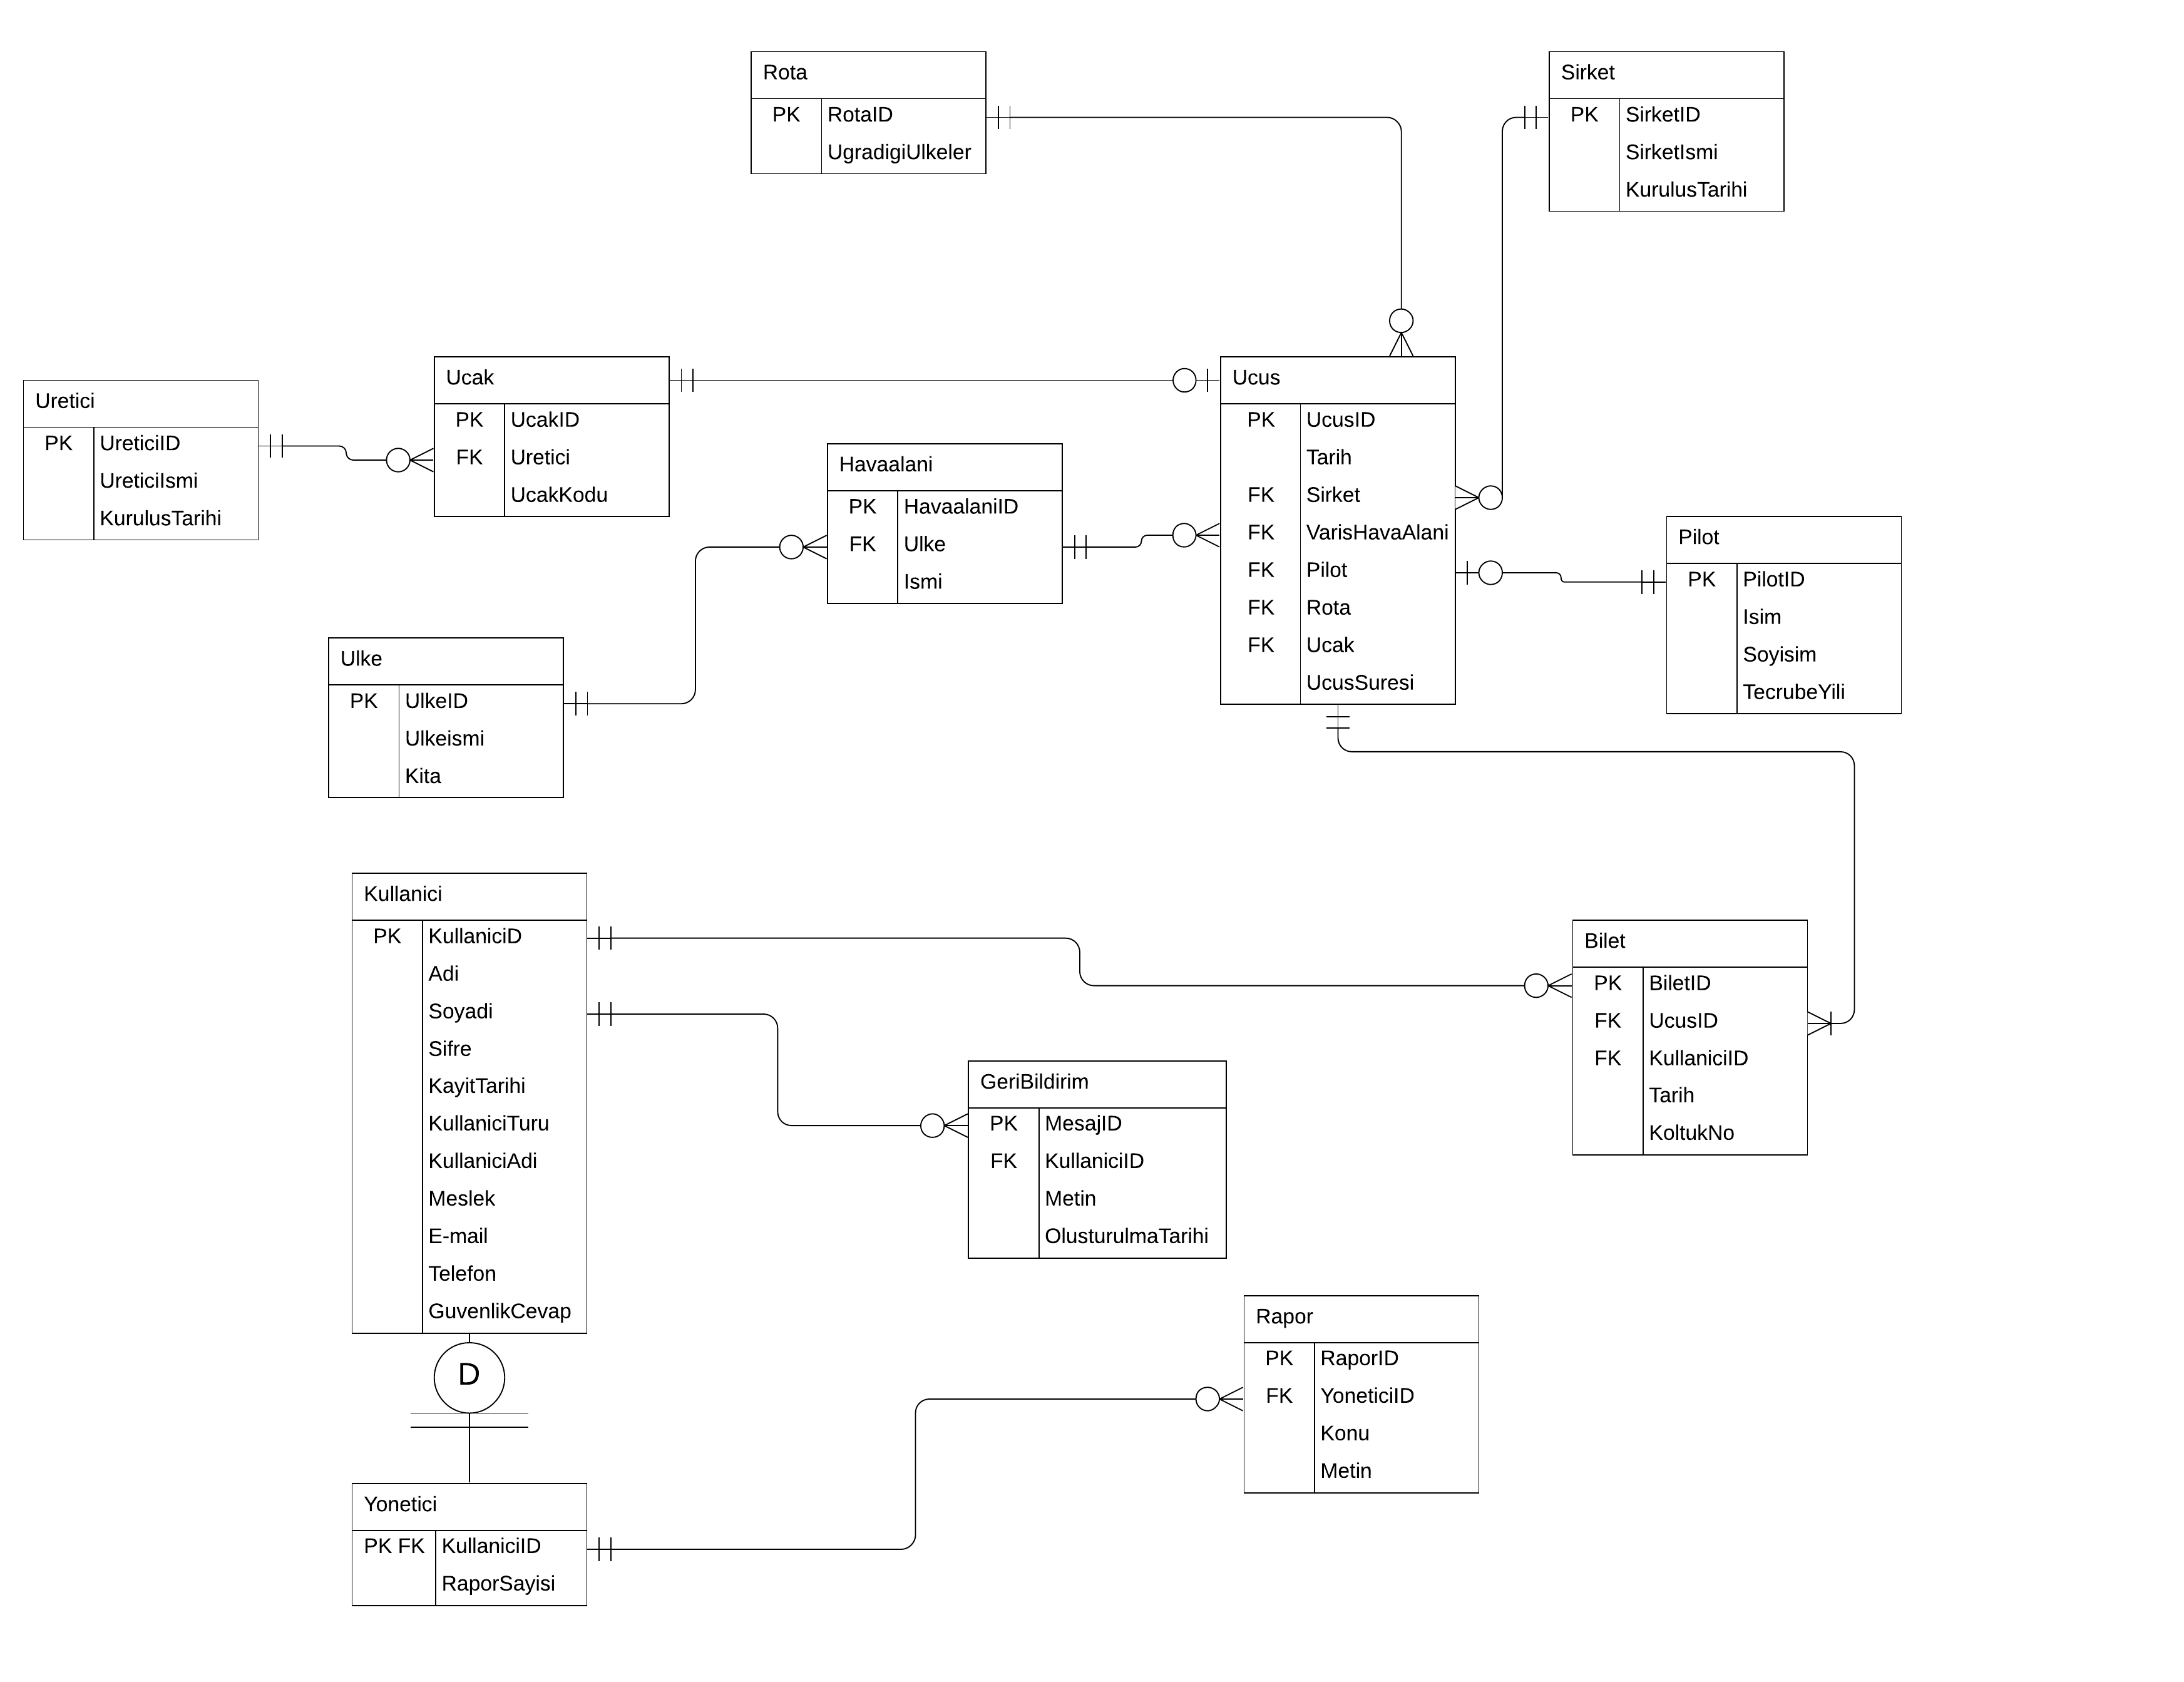 Rota
PK RotaID
UgradigiUlkeler
Sirket
PK SirketID
SirketIsmi
KurulusTarihi
Uretici
PK UreticiID
UreticiIsmi
KurulusTarihi
Ucak
PK UcakID
FK Uretici
UcakKodu
Havaalani
PK HavaalaniID
FK Ulke
Ismi
Ucus
PK UcusID
Tarih
FK Sirket
FK VarisHavaAlani
FK Pilot
FK Rota
FK Ucak
UcusSuresi
Pilot
PK PilotID
Isim
Soyisim
TecrubeYili
Ulke
PK UlkeID
Ulkeismi
Kita
Kullanici
PK KullaniciD
Adi
Soyadi
Sifre
KayitTarihi
KullaniciTuru
KullaniciAdi
Meslek
E-mail
Telefon
GuvenlikCevap
Bilet
PK BiletID
FK UcusID
FK KullaniciID
Tarih
KoltukNo
GeriBildirim
PK MesajID
FK KullaniciID
Metin
OlusturulmaTarihi
Rapor
PK RaporID
FK YoneticiID
Konu
Metin
D
Yonetici
PK FK KullaniciID
RaporSayisi